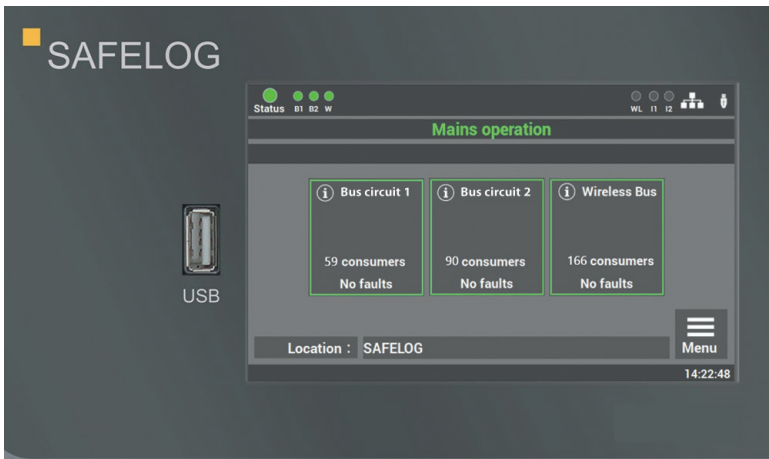 SAFELOG
Status B1 B2 W
WL I1 I2
Mains operation
i Bus circuit 1
59 consumers
No faults
i Bus circuit 2
90 consumers
No faults
i Wireless Bus
166 consumers
No faults
USB
Menu
Location : SAFELOG
14:22:48